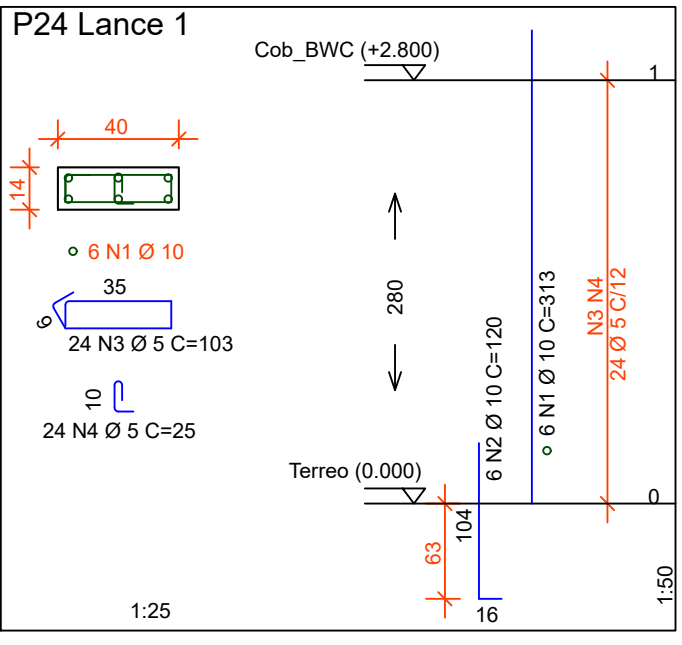 P24 Lance 1
Cob_BWC (+2.800)
1
40
14
6 N1 Ø 10
35
9
24 N3 Ø 5 C=103
10
24 N4 Ø 5 C=25
280
6 N2 Ø 10 C=120
6 N1 Ø 10 C=313
N3 N4
24 Ø 5 C/12
Terreo (0.000)
0
63
104
16
1:25
1:50